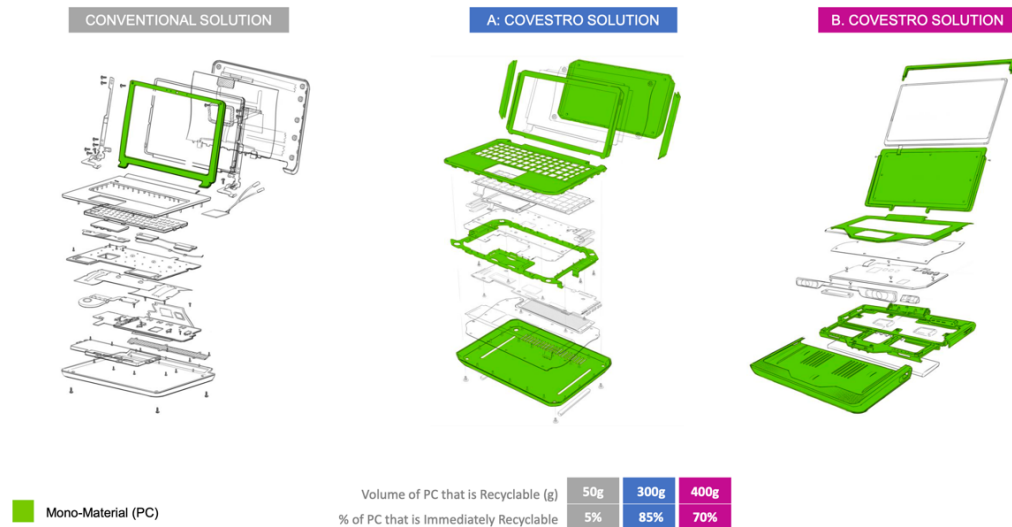 CONVENTIONAL SOLUTION
A: COVESTRO SOLUTION
B. COVESTRO SOLUTION
Mono-Material (PC)
Volume of PC that is Recyclable (g) 50g 300g 400g
% of PC that is Immediately Recyclable 5% 85% 70%